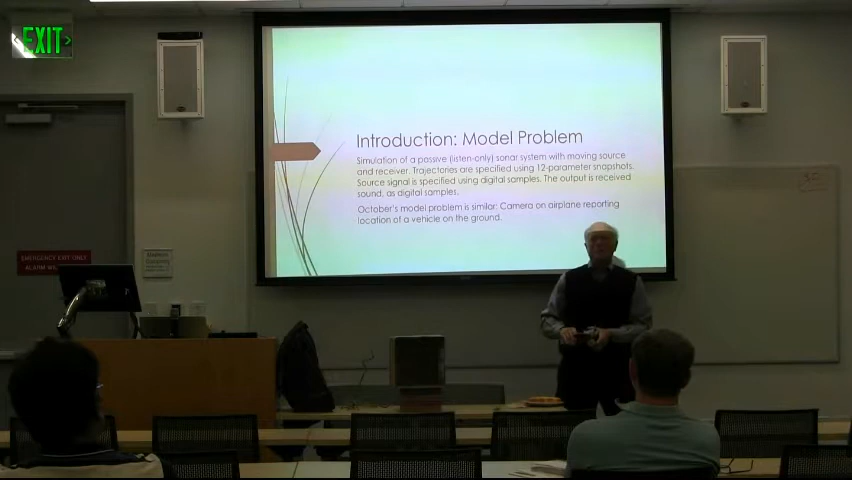 EXIT
Introduction: Model Problem
Simulation of a passive (listen-only) sonar system with moving source
and receiver. Trajectories are specified using 12-parameter snapshots.
Source signal is specified using digital samples. The output is received
sound, as digital samples.
October's model problem is similar: Camera on airplane reporting
location of a vehicle on the ground.
EMERGENCY EXIT ONLY
ALARM